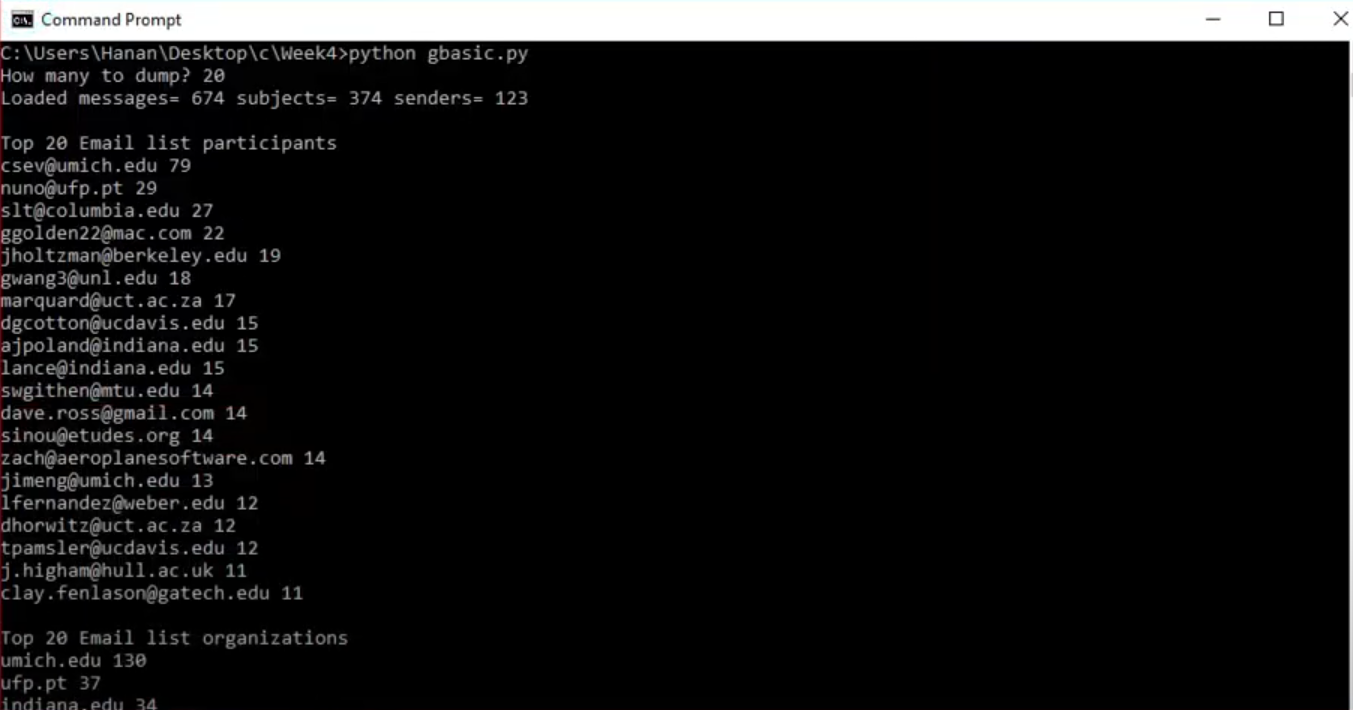 Command Prompt
C:\Users\Hanan\Desktop\c\Week4>python gbasic.py
How many to dump? 20
Loaded messages= 674 subjects= 374 senders= 123
Top 20 Email list participants
csev@umich.edu 79
nuno@ufp.pt 29
slt@columbia.edu 27
ggolden22@mac.com 22
jholtzman@berkeley.edu 19
gwang3@unl.edu 18
marquard@uct.ac.za 17
dgcotton@ucdavis.edu 15
ajpoland@indiana.edu 15
lance@indiana.edu 15
swgithen@mtu.edu 14
dave.ross@gmail.com 14
sinou@etudes.org 14
zach@aeroplanesoftware.com 14
jimeng@umich.edu 13
lfernandez@weber.edu 12
dhorwitz@uct.ac.za 12
tpamsler@ucdavis.edu 12
j.higham@hull.ac.uk 11
clay.fenlason@gatech.edu 11
Top 20 Email list organizations
umich.edu 130
ufp.pt 37
indiana.edu 34